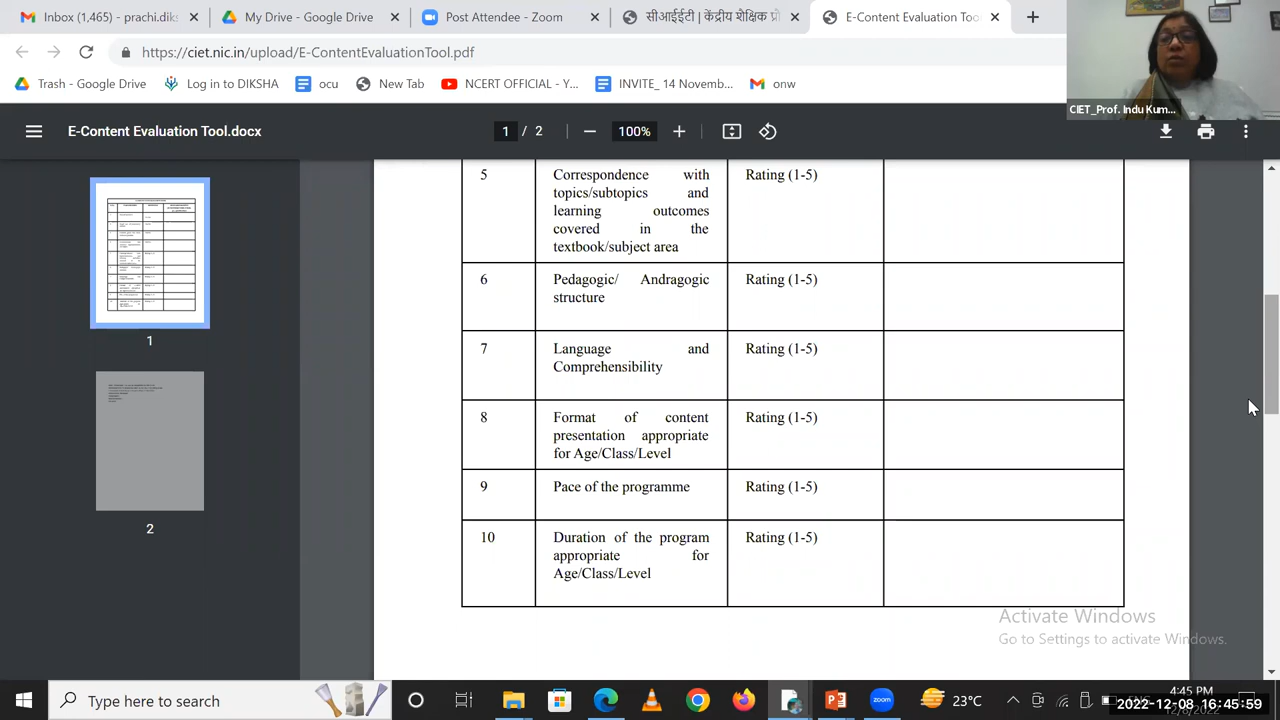 Inbox (1,465) - prachi.diks
My Drive - Google Drive
Post Attendee - Zoom
सीआईईटी | केंद्रीय शैक्षिक प्रौ
E-Content Evaluation Too
https://ciet.nic.in/upload/E-ContentEvaluationTool.pdf
Trash - Google Drive
Log in to DIKSHA
ocu
New Tab
NCERT OFFICIAL - Y...
INVITE_ 14 Novemb...
onw
CIET_Prof. Indu Kum...
E-Content Evaluation Tool.docx
1 / 2
100%
1
2
5 Correspondence with Rating (1-5)
topics/subtopics and
learning outcomes
covered in the
textbook/subject area
6 Pedagogic/ Andragogic Rating (1-5)
structure
7 Language and Rating (1-5)
Comprehensibility
8 Format of content Rating (1-5)
presentation appropriate
for Age/Class/Level
9 Pace of the programme Rating (1-5)
10 Duration of the program Rating (1-5)
appropriate for
Age/Class/Level
Activate Windows
Go to Settings to activate Windows.
Type here to search
23°C
4:45 PM
2022-12-08 16:45:59